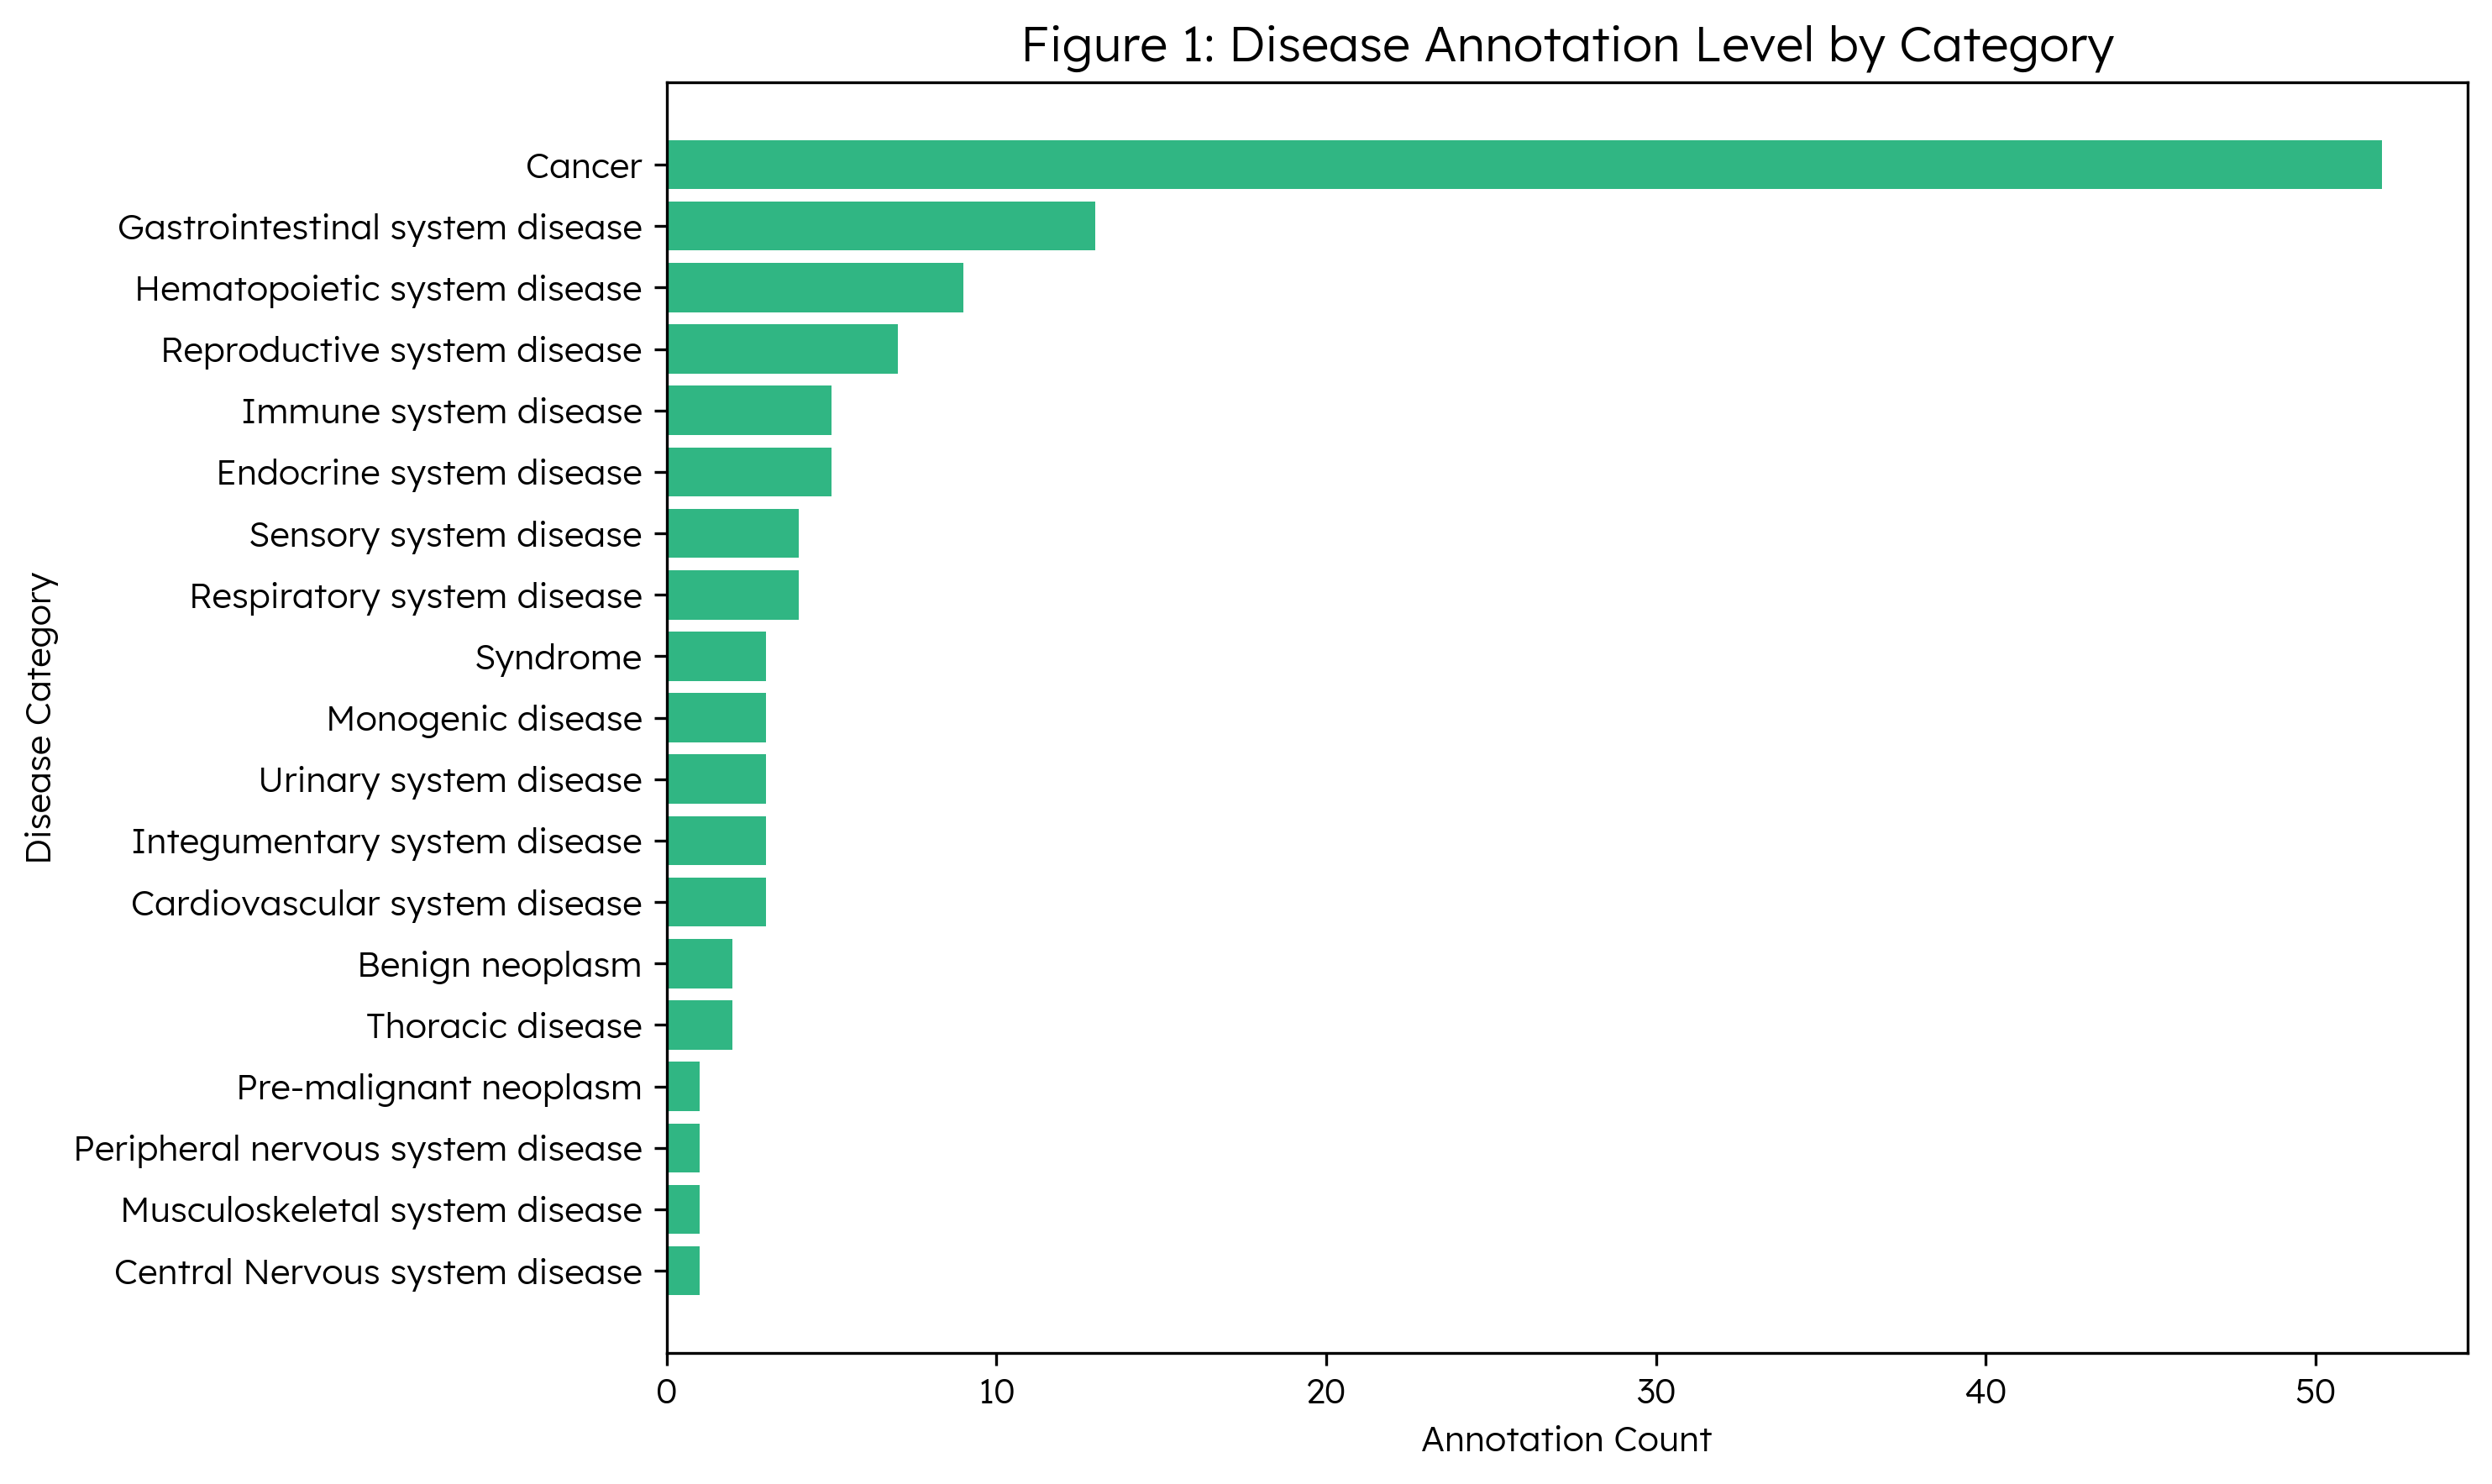 Figure 1: Disease Annotation Level by Category
Disease Category
Cancer
Gastrointestinal system disease
Hematopoietic system disease
Reproductive system disease
Immune system disease
Endocrine system disease
Sensory system disease
Respiratory system disease
Syndrome
Monogenic disease
Urinary system disease
Integumentary system disease
Cardiovascular system disease
Benign neoplasm
Thoracic disease
Pre-malignant neoplasm
Peripheral nervous system disease
Musculoskeletal system disease
Central Nervous system disease
0 10 20 30 40 50
Annotation Count